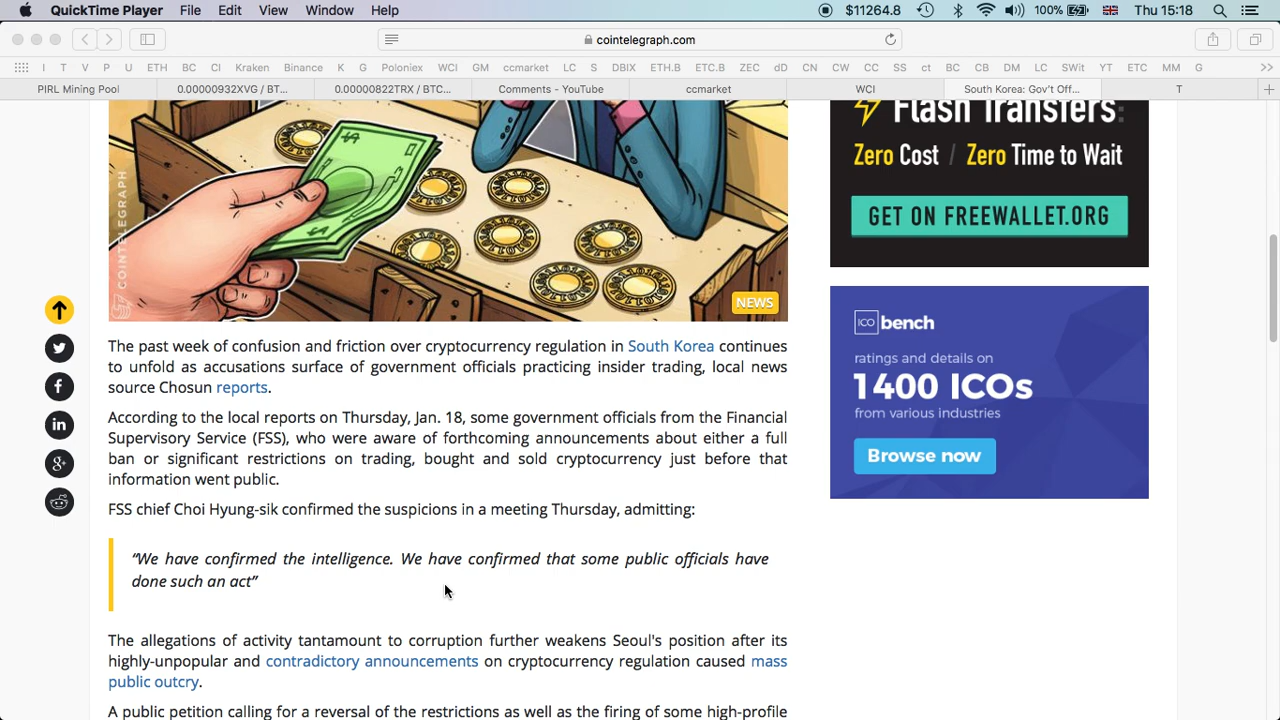 QuickTime Player File Edit View Window Help $11264.8 100% Thu 15:18
cointelegraph.com
I T V P U ETH BC CI Kraken Binance K G Poloniex WCI GM ccmarket LC S DBIX ETH.B ETC.B ZEC dD CN CW CC SS ct BC CB DM LC SWit YT ETC MM G >>
PIRL Mining Pool 0.00000932XVG / BT... 0.00000822TRX / BTC... Comments - YouTube ccmarket WCI South Korea: Gov't Off... T +
COINTELEGRAPH
NEWS
The past week of confusion and friction over cryptocurrency regulation in South Korea continues
to unfold as accusations surface of government officials practicing insider trading, local news
source Chosun reports.
According to the local reports on Thursday, Jan. 18, some government officials from the Financial
Supervisory Service (FSS), who were aware of forthcoming announcements about either a full
ban or significant restrictions on trading, bought and sold cryptocurrency just before that
information went public.
FSS chief Choi Hyung-sik confirmed the suspicions in a meeting Thursday, admitting:
“We have confirmed the intelligence. We have confirmed that some public officials have
done such an act”
The allegations of activity tantamount to corruption further weakens Seoul's position after its
highly-unpopular and contradictory announcements on cryptocurrency regulation caused mass
public outcry.
A public petition calling for a reversal of the restrictions as well as the firing of some high-profile
Flash Transfers:
Zero Cost / Zero Time to Wait
GET ON FREEWALLET.ORG
ICO bench
ratings and details on
1400 ICOs
from various industries
Browse now